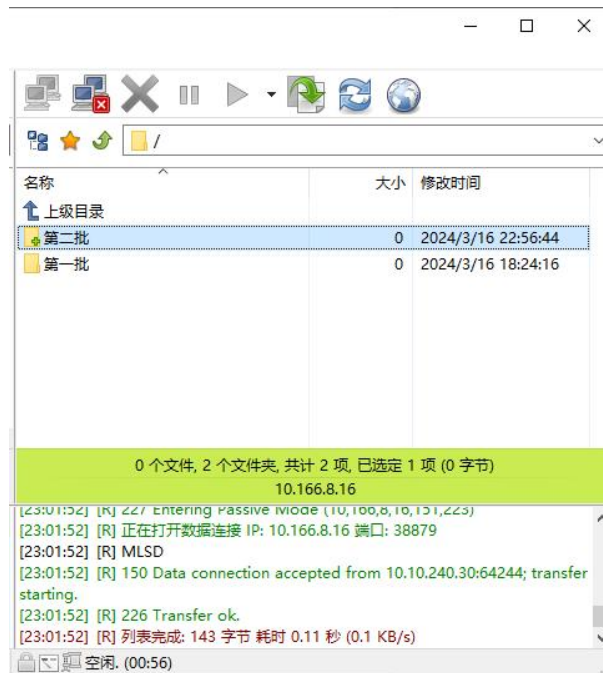 /
名称 大小 修改时间
上级目录
第二批 0 2024/3/16 22:56:44
第一批 0 2024/3/16 18:24:16
0 个文件, 2 个文件夹, 共计 2 项, 已选定 1 项 (0 字节)
10.166.8.16
[23:01:52] [R] 227 Entering Passive Mode (10,166,8,16,151,223)
[23:01:52] [R] 正在打开数据连接 IP: 10.166.8.16 端口: 38879
[23:01:52] [R] MLSD
[23:01:52] [R] 150 Data connection accepted from 10.10.240.30:64244; transfer
starting.
[23:01:52] [R] 226 Transfer ok.
[23:01:52] [R] 列表完成: 143 字节 耗时 0.11 秒 (0.1 KB/s)
空闲. (00:56)